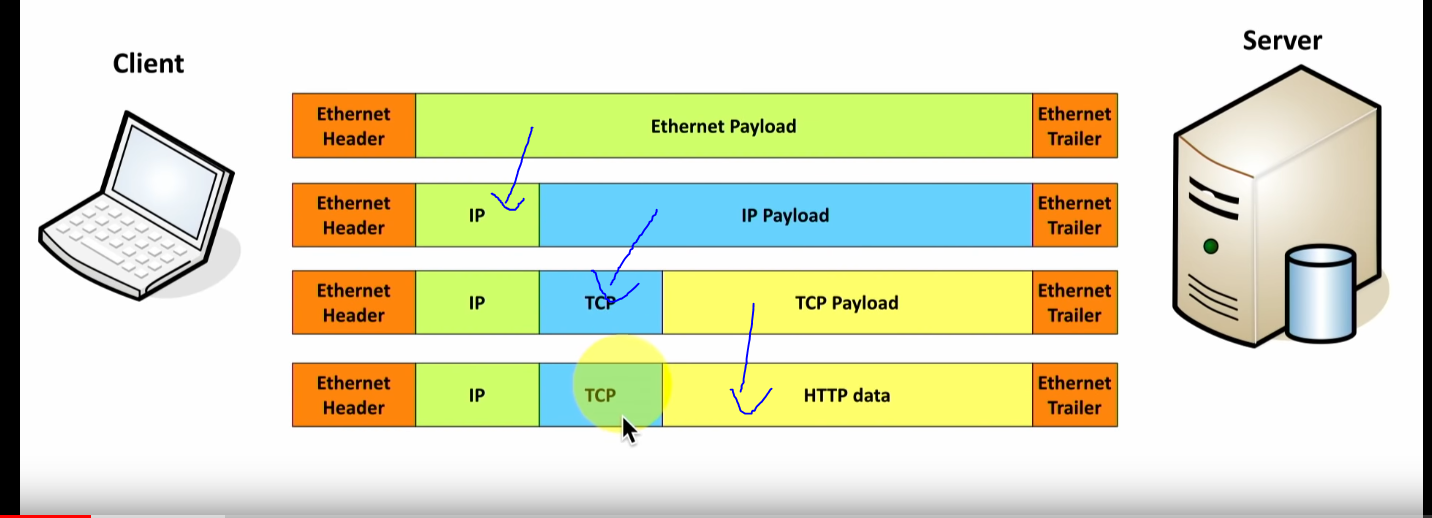 Client
Server
Ethernet
Header
Ethernet Payload
Ethernet
Trailer
Ethernet
Header
IP
IP Payload
Ethernet
Trailer
Ethernet
Header
IP
TCP
TCP Payload
Ethernet
Trailer
Ethernet
Header
IP
TCP
HTTP data
Ethernet
Trailer